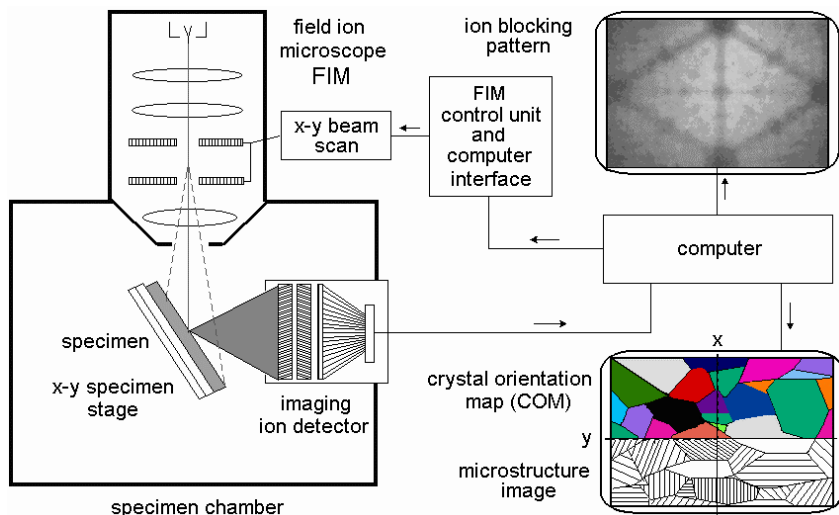 field ion
microscope
FIM
ion blocking
pattern
x-y beam
scan
FIM
control unit
and
computer
interface
computer
specimen
x-y specimen
stage
imaging
ion detector
specimen chamber
x
crystal orientation
map (COM)
y
microstructure
image